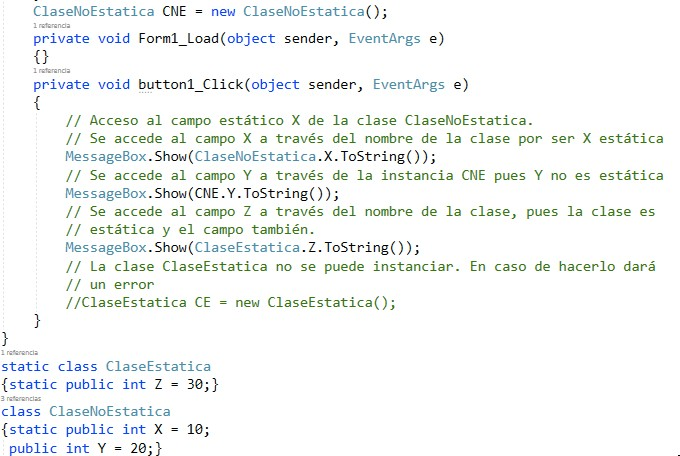 ClaseNoEstatica CNE = new ClaseNoEstatica();
1 referencia
private void Form1_Load(object sender, EventArgs e)
{}
1 referencia
private void button1_Click(object sender, EventArgs e)
{
// Acceso al campo estático X de la clase ClaseNoEstatica.
// Se accede al campo X a través del nombre de la clase por ser X estática
MessageBox.Show(ClaseNoEstatica.X.ToString());
// Se accede al campo Y a través de la instancia CNE pues Y no es estática
MessageBox.Show(CNE.Y.ToString());
// Se accede al campo Z a través del nombre de la clase, pues la clase es
// estática y el campo también.
MessageBox.Show(ClaseEstatica.Z.ToString());
// La clase ClaseEstatica no se puede instanciar. En caso de hacerlo dará
// un error
//ClaseEstatica CE = new ClaseEstatica();
}
}
1 referencia
static class ClaseEstatica
{static public int Z = 30;}
3 referencias
class ClaseNoEstatica
{static public int X = 10;
public int Y = 20;}